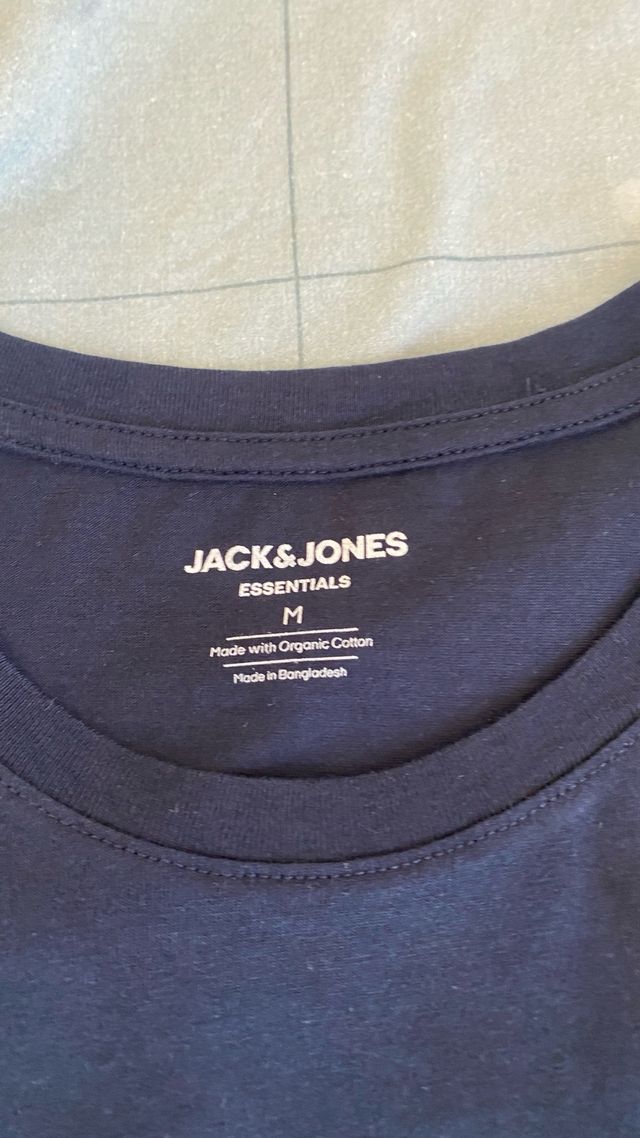 JACK&JONES
ESSENTIALS
M
Made with Organic Cotton
Made in Bangladesh